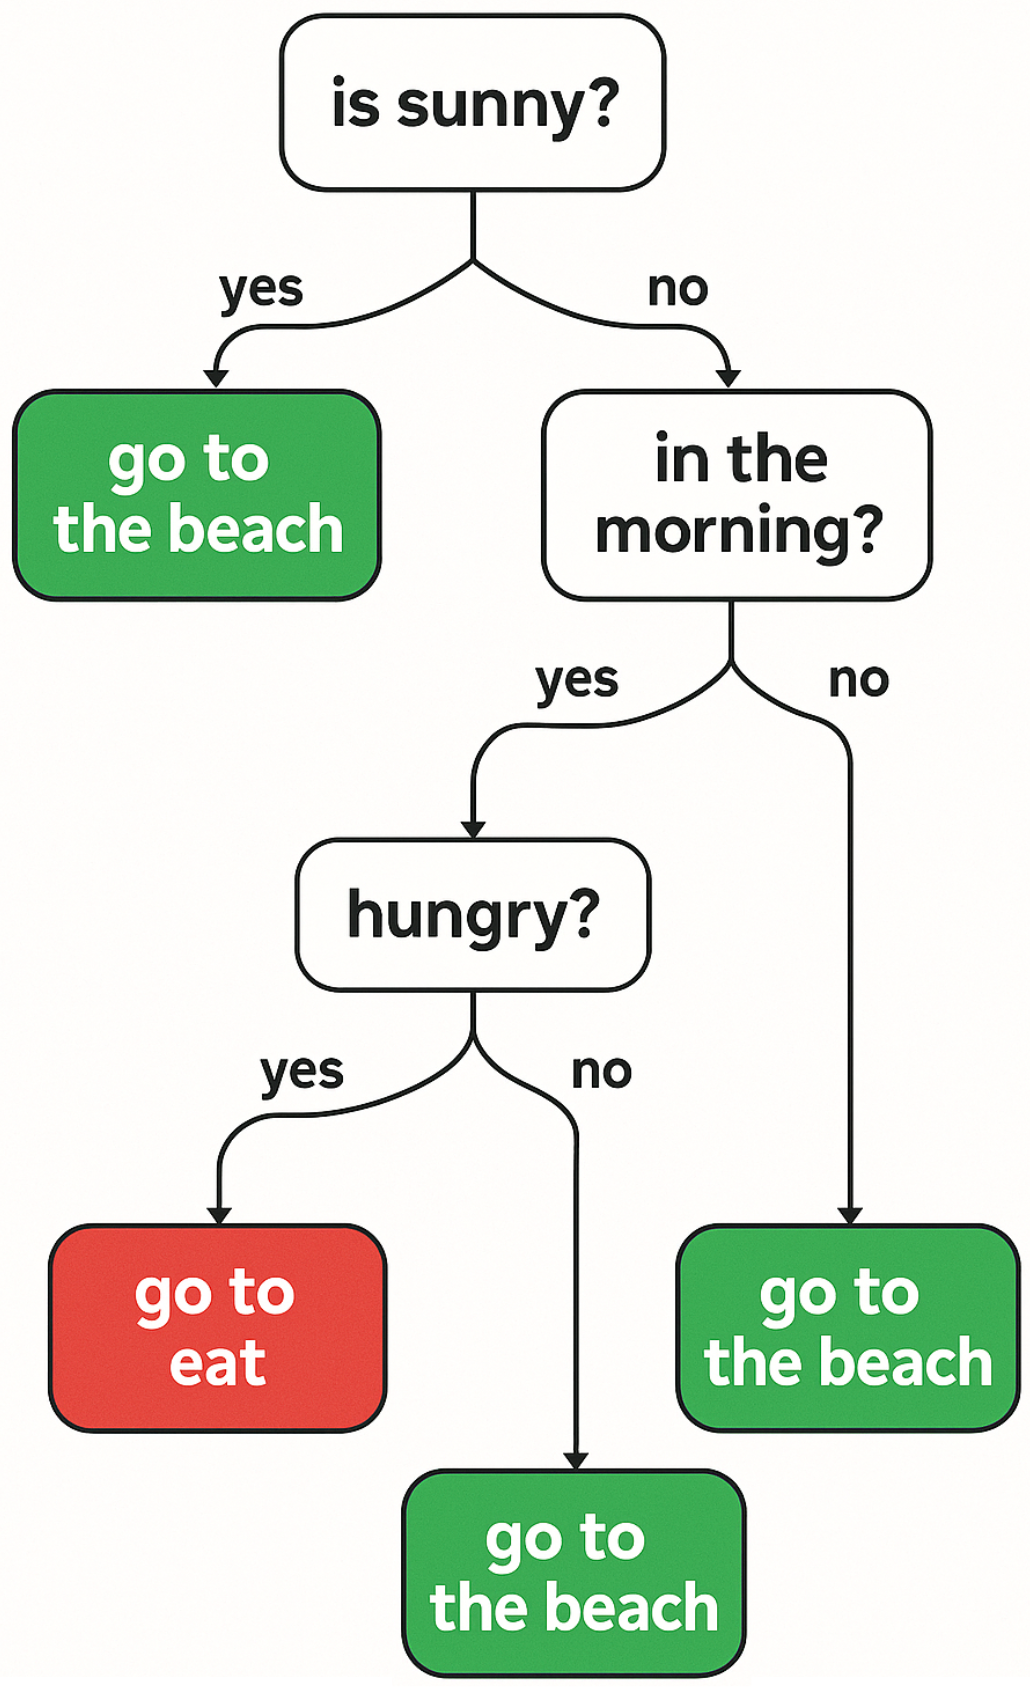 is sunny?
yes
no
go to
the beach
in the
morning?
yes
no
hungry?
yes
no
go to
eat
go to
the beach
go to
the beach